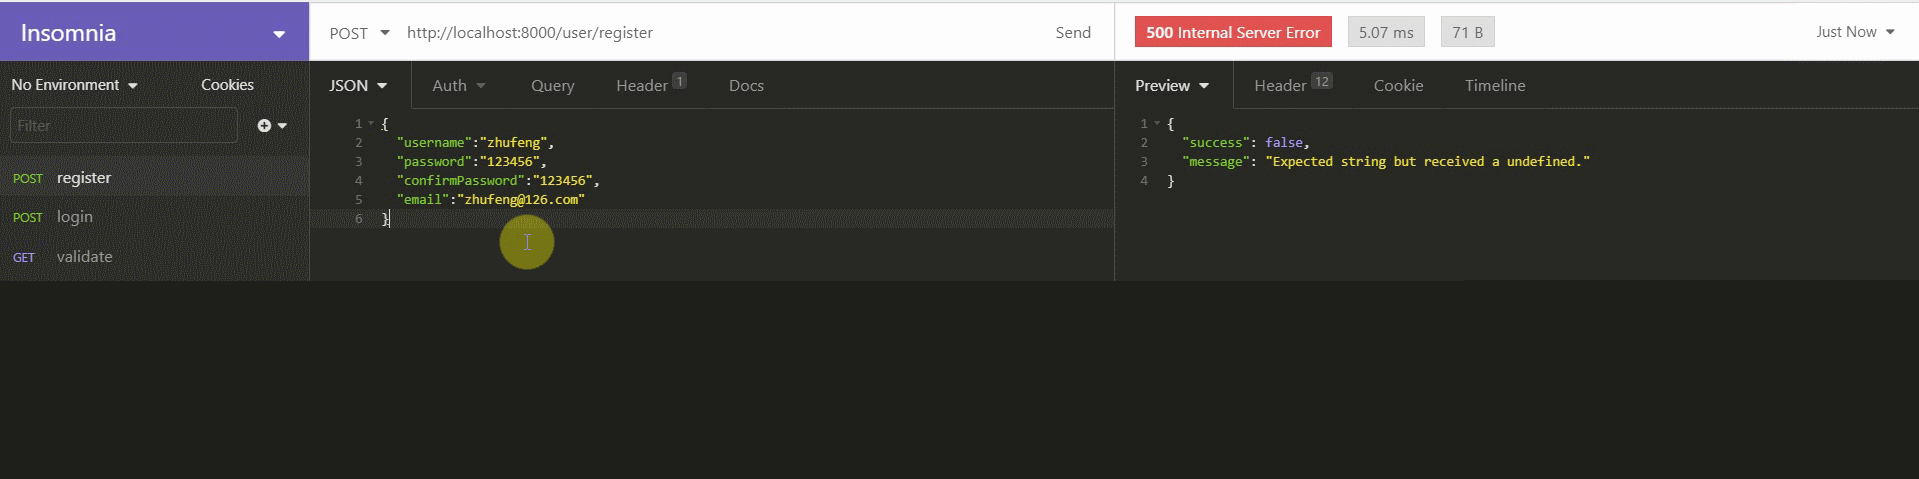 Insomnia
POST http://localhost:8000/user/register Send
500 Internal Server Error 5.07 ms 71 B Just Now
No Environment Cookies
JSON Auth Query Header 1 Docs
Preview Header 12 Cookie Timeline
Filter
POST register
POST login
GET validate
1 {
2 "username":"zhufeng",
3 "password":"123456",
4 "confirmPassword":"123456",
5 "email":"zhufeng@126.com"
6 }
1 {
2 "success": false,
3 "message": "Expected string but received a undefined."
4 }